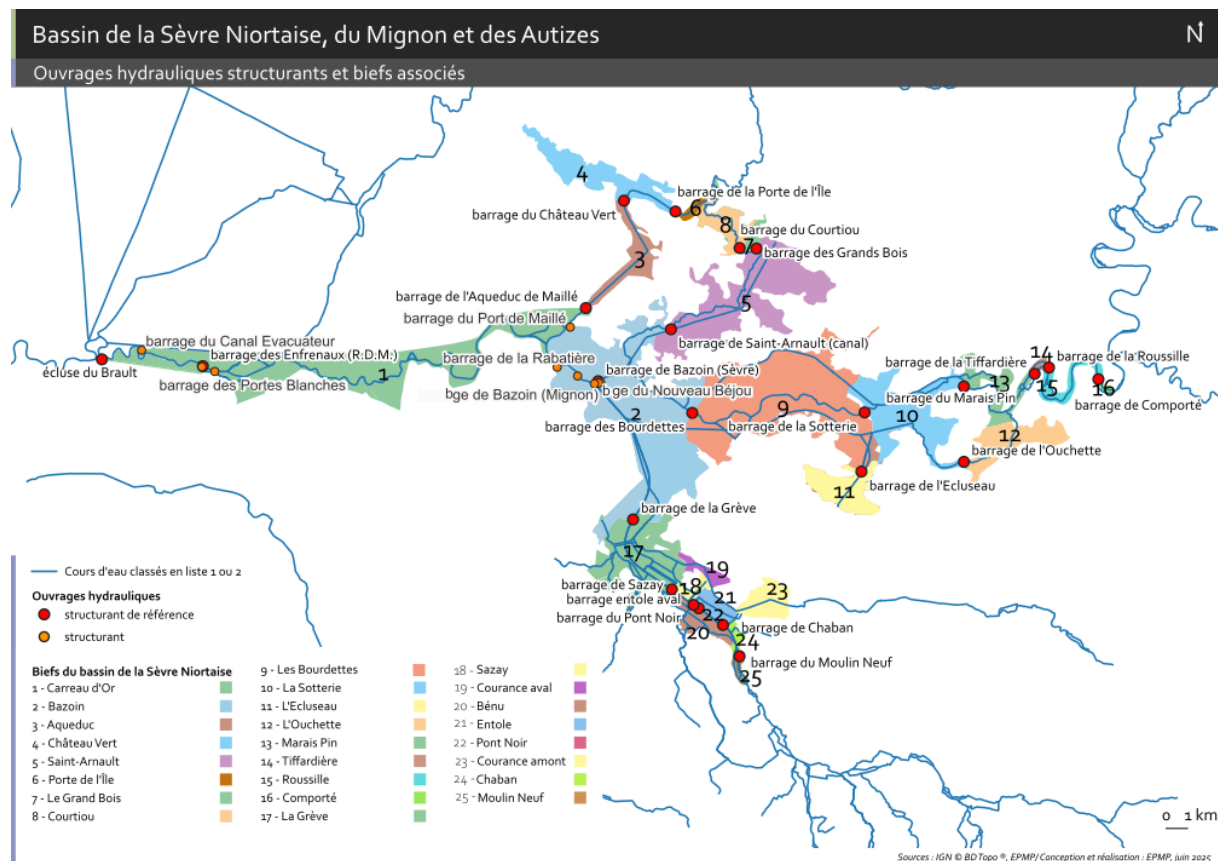 Bassin de la Sèvre Niortaise, du Mignon et des Autizes
N
Ouvrages hydrauliques structurants et biefs associés
4
barrage de la Porte de l'Île
6
barrage du Château Vert
8
barrage du Courtiou
7
barrage des Grands Bois
3
barrage de l'Aqueduc de Maillé
5
barrage du Port de Maillé
barrage du Canal Evacuateur
barrage de Saint-Arnault (canal)
barrage des Enfrenaux (R.D.M.)
écluse du Brault
1
barrage des Portes Blanches
barrage de la Rabatière
barrage de Bazoin (Sèvre)
bge de Bazoin (Mignon)
bge du Nouveau Béjou
barrage de la Tiffardière
14
barrage de la Roussille
13
15
16
barrage du Marais Pin
barrage de Comporté
2
9
10
barrage des Bourdettes
barrage de la Sotterie
12
barrage de l'Ouchette
11
barrage de l'Ecluseau
barrage de la Grève
17
19
barrage de Sazay
18
23
barrage entole aval
21
barrage du Pont Noir
22
20
barrage de Chaban
24
barrage du Moulin Neuf
25
Cours d'eau classés en liste 1 ou 2
Ouvrages hydrauliques
structurant de référence
structurant
Biefs du bassin de la Sèvre Niortaise
1 - Carreau d'Or
2 - Bazoin
3 - Aqueduc
4 - Château Vert
5 - Saint-Arnault
6 - Porte de l'Île
7 - Le Grand Bois
8 - Courtiou
9 - Les Bourdettes
10 - La Sotterie
11 - L'Ecluseau
12 - L'Ouchette
13 - Marais Pin
14 - Tiffardière
15 - Roussille
16 - Comporté
17 - La Grève
18 - Sazay
19 - Courance aval
20 - Bénu
21 - Entole
22 - Pont Noir
23 - Courance amont
24 - Chaban
25 - Moulin Neuf
0 1 km
Sources : IGN © BD Topo ®, EPMP/ Conception et réalisation : EPMP, juin 2025